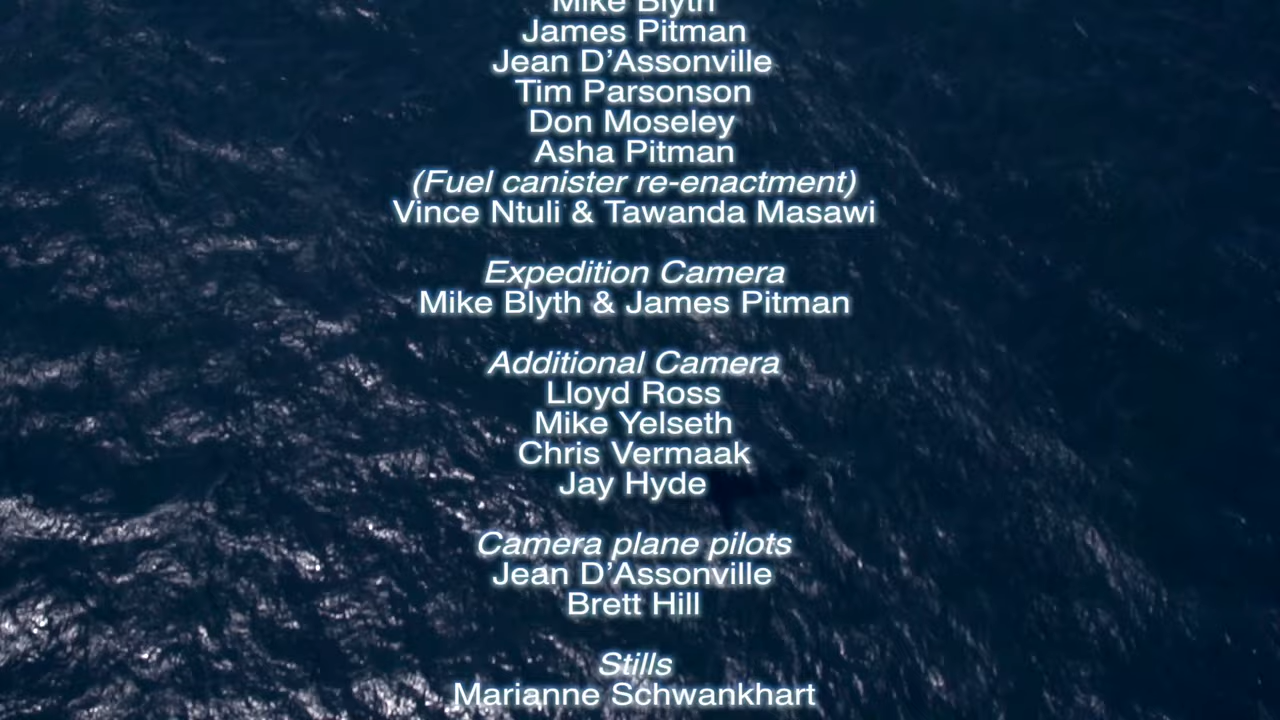 Mike Blyth
James Pitman
Jean D’Assonville
Tim Parsonson
Don Moseley
Asha Pitman
(Fuel canister re-enactment)
Vince Ntuli & Tawanda Masawi
Expedition Camera
Mike Blyth & James Pitman
Additional Camera
Lloyd Ross
Mike Yelseth
Chris Vermaak
Jay Hyde
Camera plane pilots
Jean D’Assonville
Brett Hill
Stills
Marianne Schwankhart